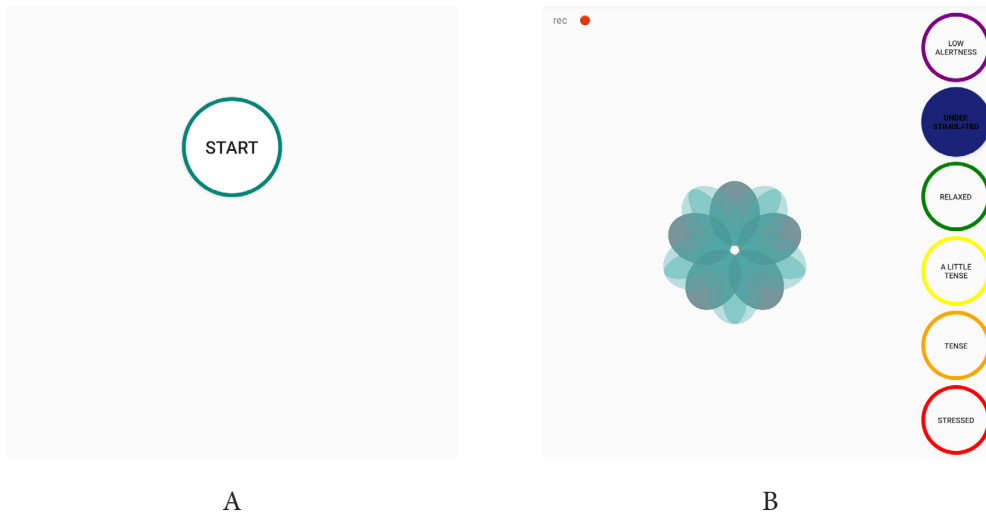 START
rec
LOW
ALERTNESS
UNDER
STIMULATED
RELAXED
A LITTLE
TENSE
TENSE
STRESSED
A
B